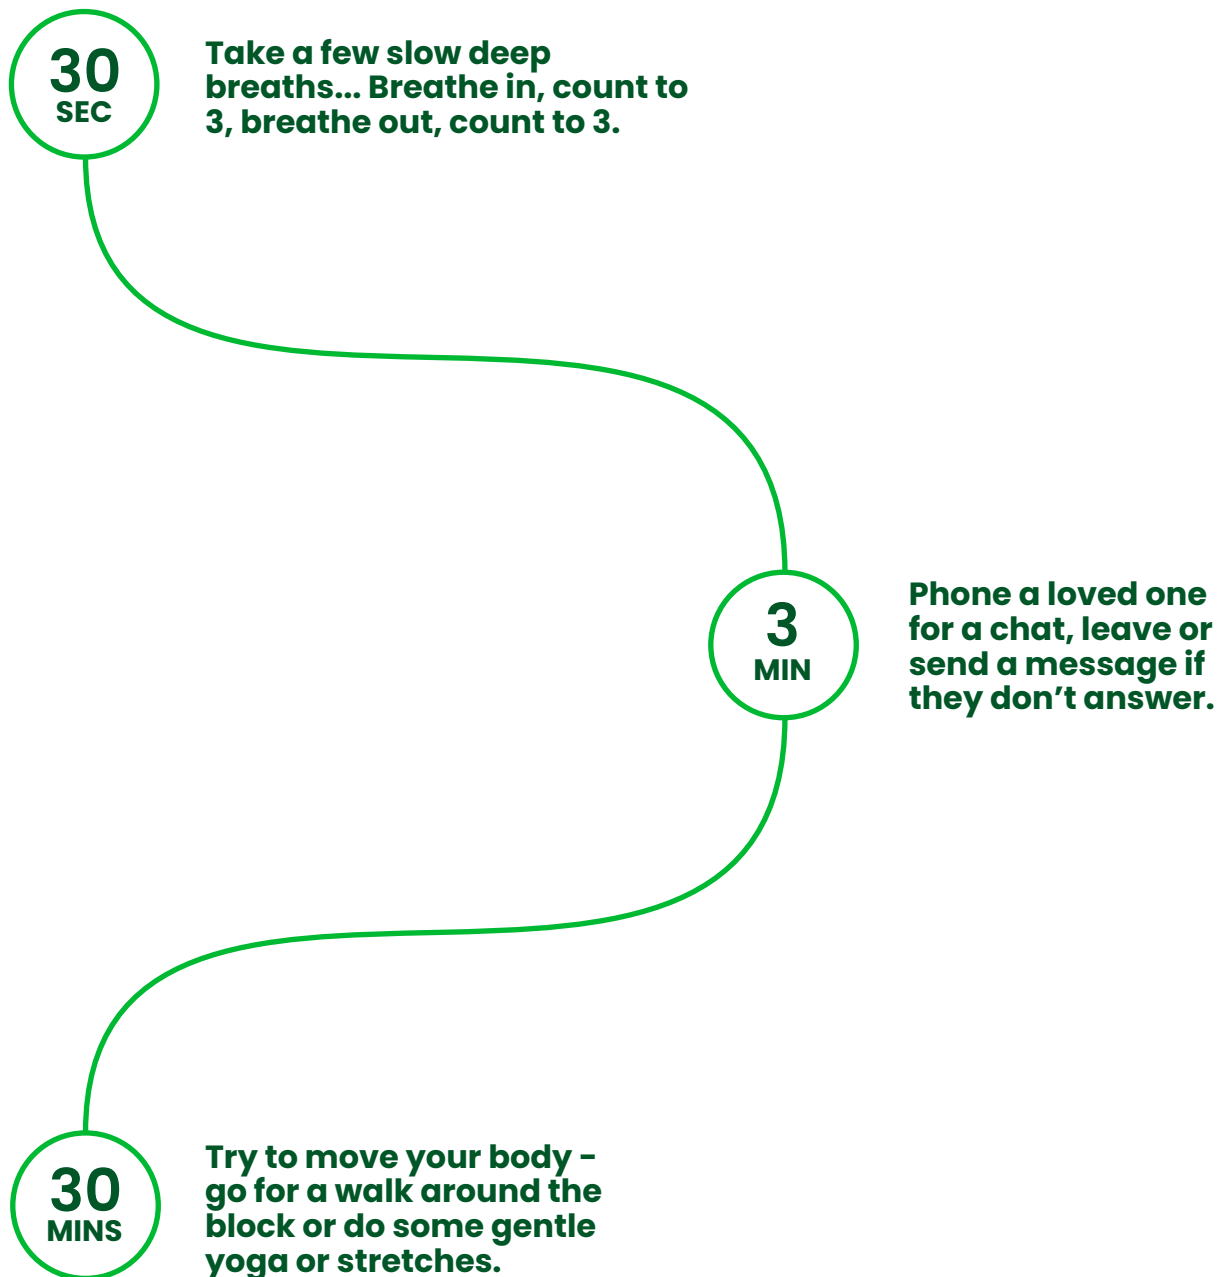 30
SEC
Take a few slow deep
breaths... Breathe in, count to
3, breathe out, count to 3.
3
MIN
Phone a loved one
for a chat, leave or
send a message if
they don’t answer.
30
MINS
Try to move your body -
go for a walk around the
block or do some gentle
yoga or stretches.